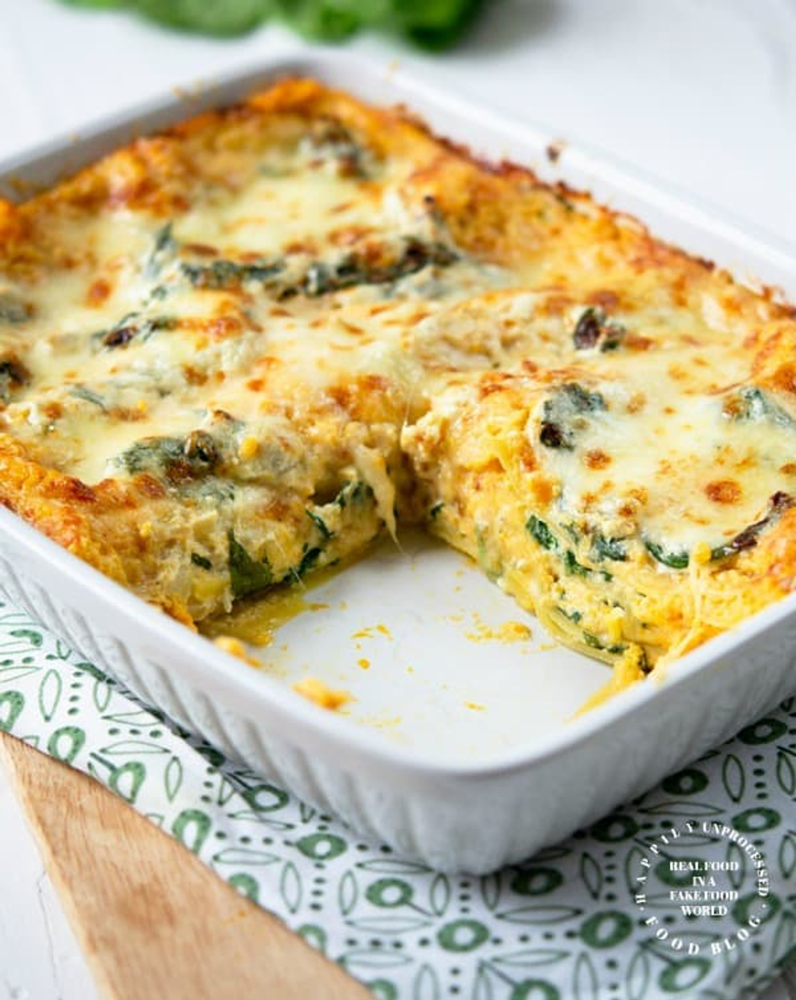 HAPPILY UNPROCESSED
REAL FOOD
IN A
FAKE FOOD
WORLD
FOOD BLOG